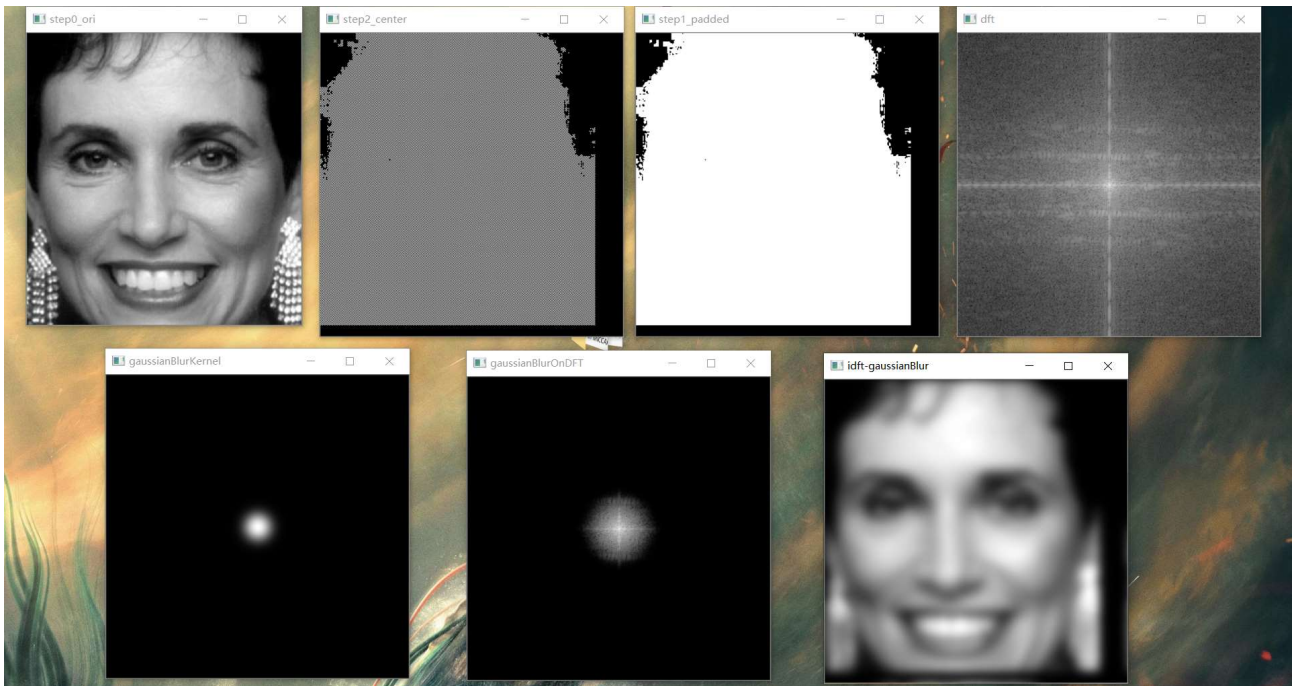 step0_ori
step2_center
step1_padded
dft
gaussianBlurKernel
gaussianBlurOnDFT
idft-gaussianBlur